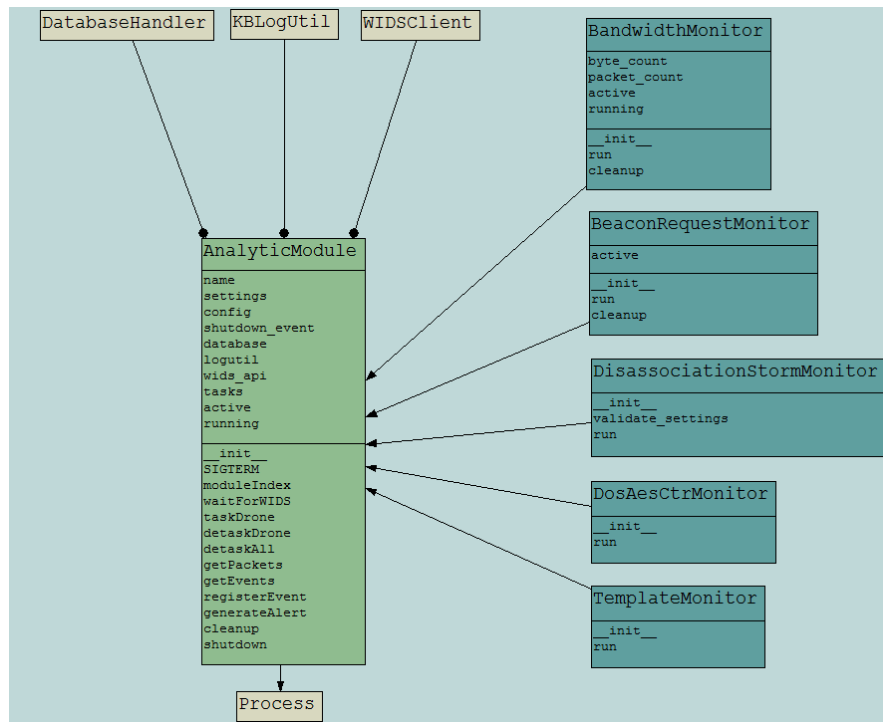 DatabaseHandler
KBLogUtil
WIDSClient
BandwidthMonitor
byte_count
packet_count
active
running
__init__
run
cleanup
BeaconRequestMonitor
active
__init__
run
cleanup
AnalyticModule
name
settings
config
shutdown_event
database
logutil
wids_api
tasks
active
running
__init__
SIGTERM
moduleIndex
waitForWIDS
taskDrone
detaskDrone
detaskAll
getPackets
getEvents
registerEvent
generateAlert
cleanup
shutdown
DisassociationStormMonitor
__init__
validate_settings
run
DosAesCtrMonitor
__init__
run
TemplateMonitor
__init__
run
Process